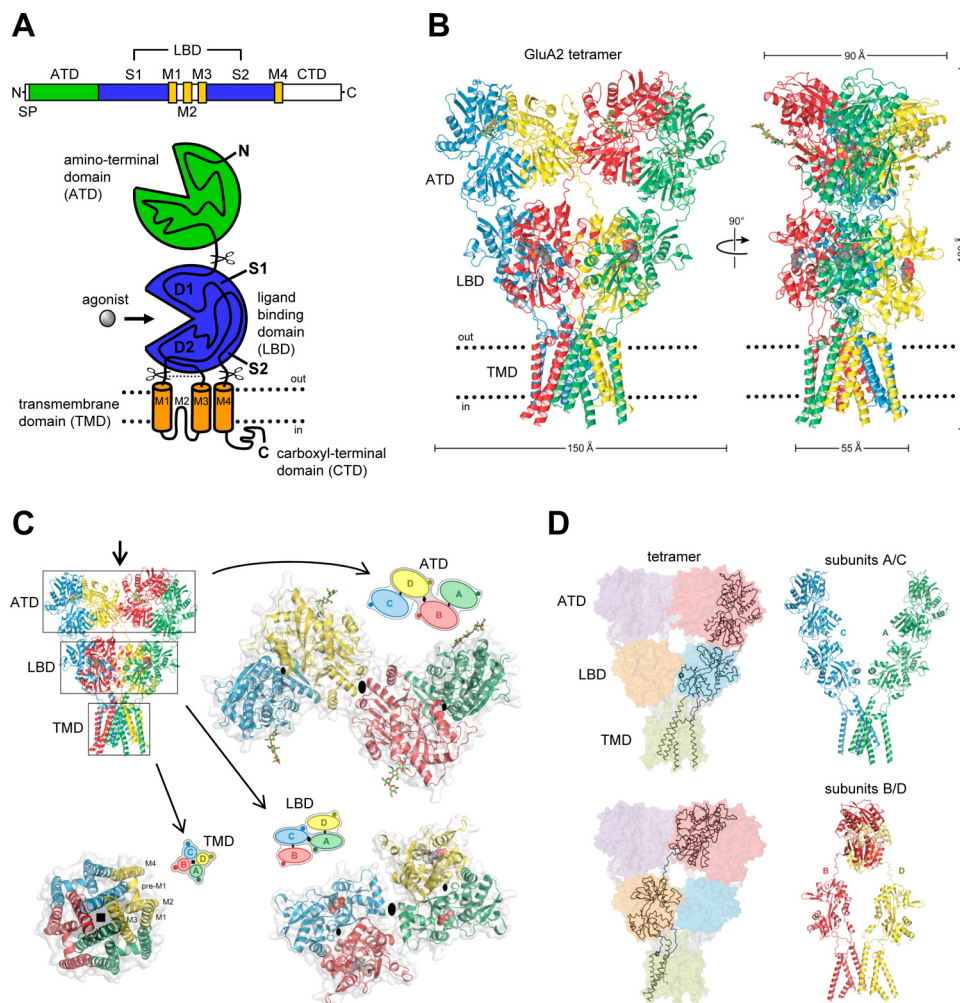 A
LBD
ATD S1 M1 M3 S2 M4 CTD
N C
SP M2
amino-terminal
domain
(ATD)
N
S1
D1
agonist
ligand
binding
domain
(LBD)
D2
S2
out
M1 M2 M3 M4
transmembrane
domain (TMD)
in
C
carboxyl-terminal
domain (CTD)
B
GluA2 tetramer
90 Å
ATD
90°
LBD
out
TMD
in
150 Å
55 Å
C
ATD
LBD
TMD
ATD
D
C
A
B
LBD
D
C
A
B
TMD
C
B D
A
M4
pre-M1
M2
M3
M1
D
tetramer
subunits A/C
ATD
C A
LBD
TMD
subunits B/D
B D